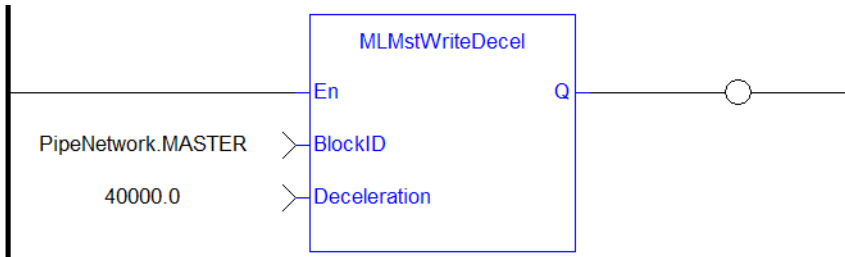 MLMstWriteDecel
En Q
PipeNetwork.MASTER BlockID
40000.0 Deceleration